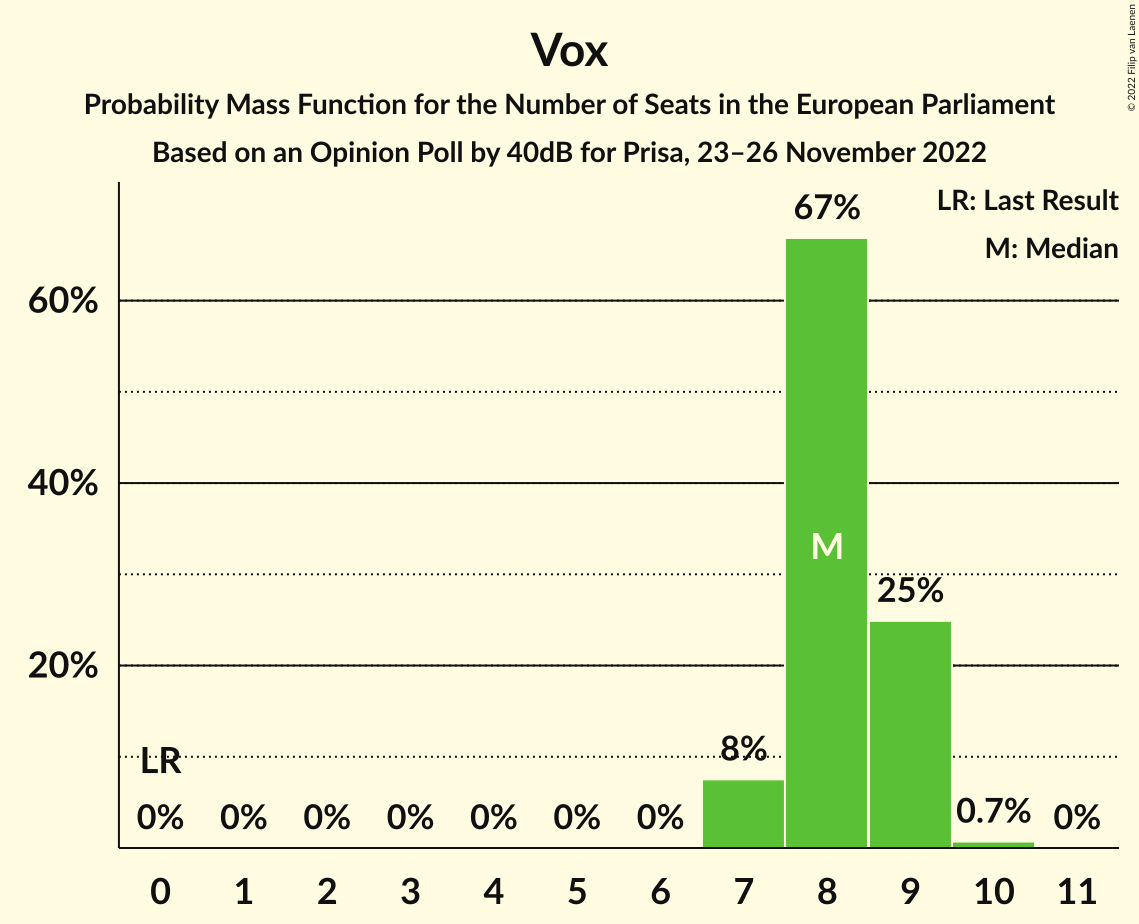 Vox
Probability Mass Function for the Number of Seats in the European Parliament
Based on an Opinion Poll by 40dB for Prisa, 23–26 November 2022
© 2022 Filip van Laenen
LR: Last Result
M: Median
67%
60%
40%
M
25%
20%
8%
LR
0% 0% 0% 0% 0% 0% 0% 0.7% 0%
0 1 2 3 4 5 6 7 8 9 10 11